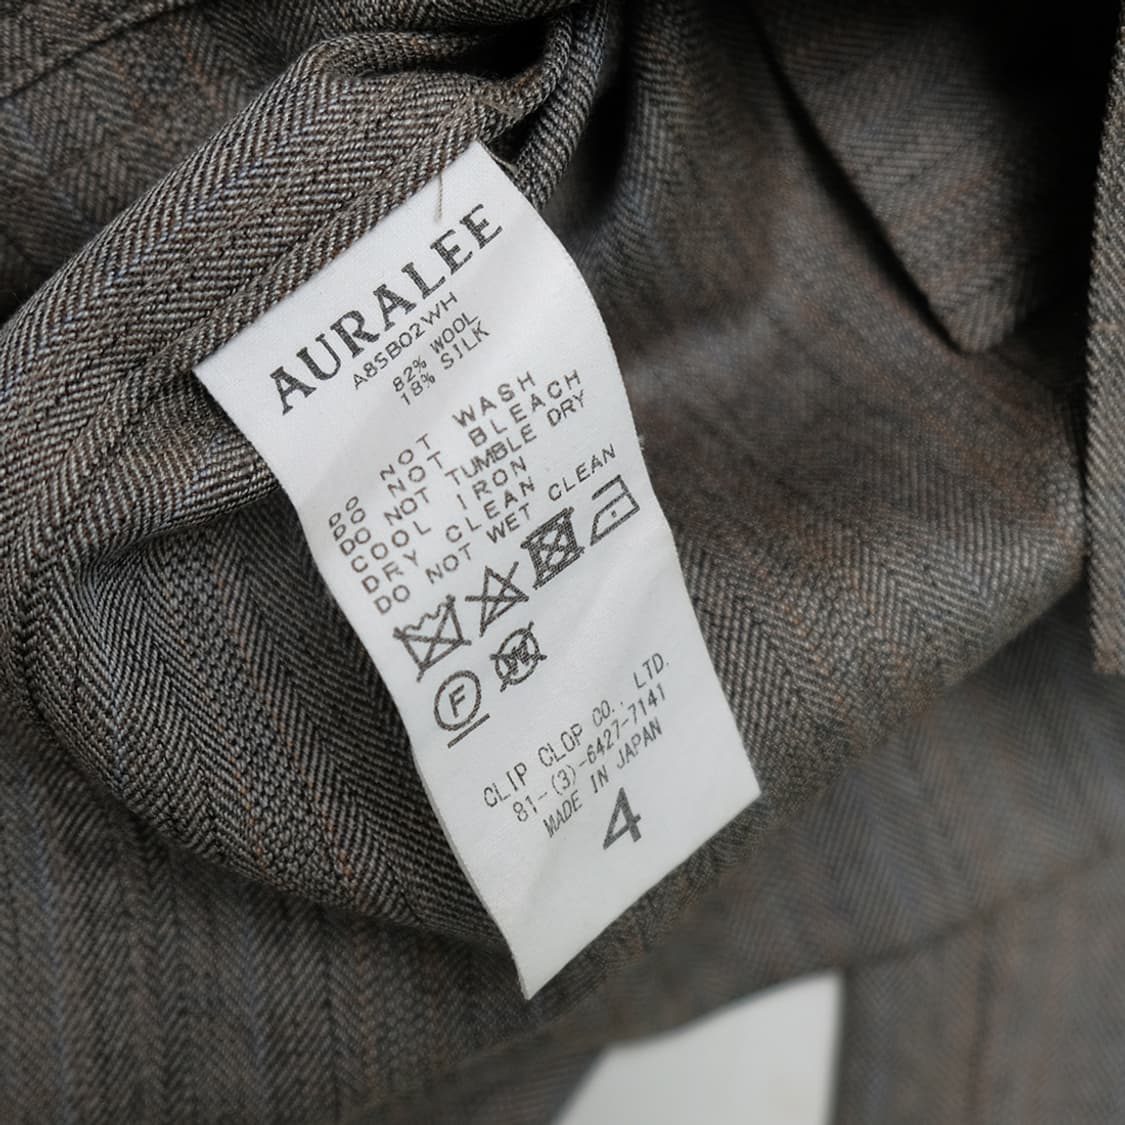 AURALEE
A8SB02WH
82% WOOL
18% SILK
DO NOT WASH
DO NOT BLEACH
DO NOT TUMBLE DRY
COOL IRON
DRY CLEAN
DO NOT WET CLEAN
F W
CLIP CLOP CO., LTD.
81-(3)-6427-7141
MADE IN JAPAN
4